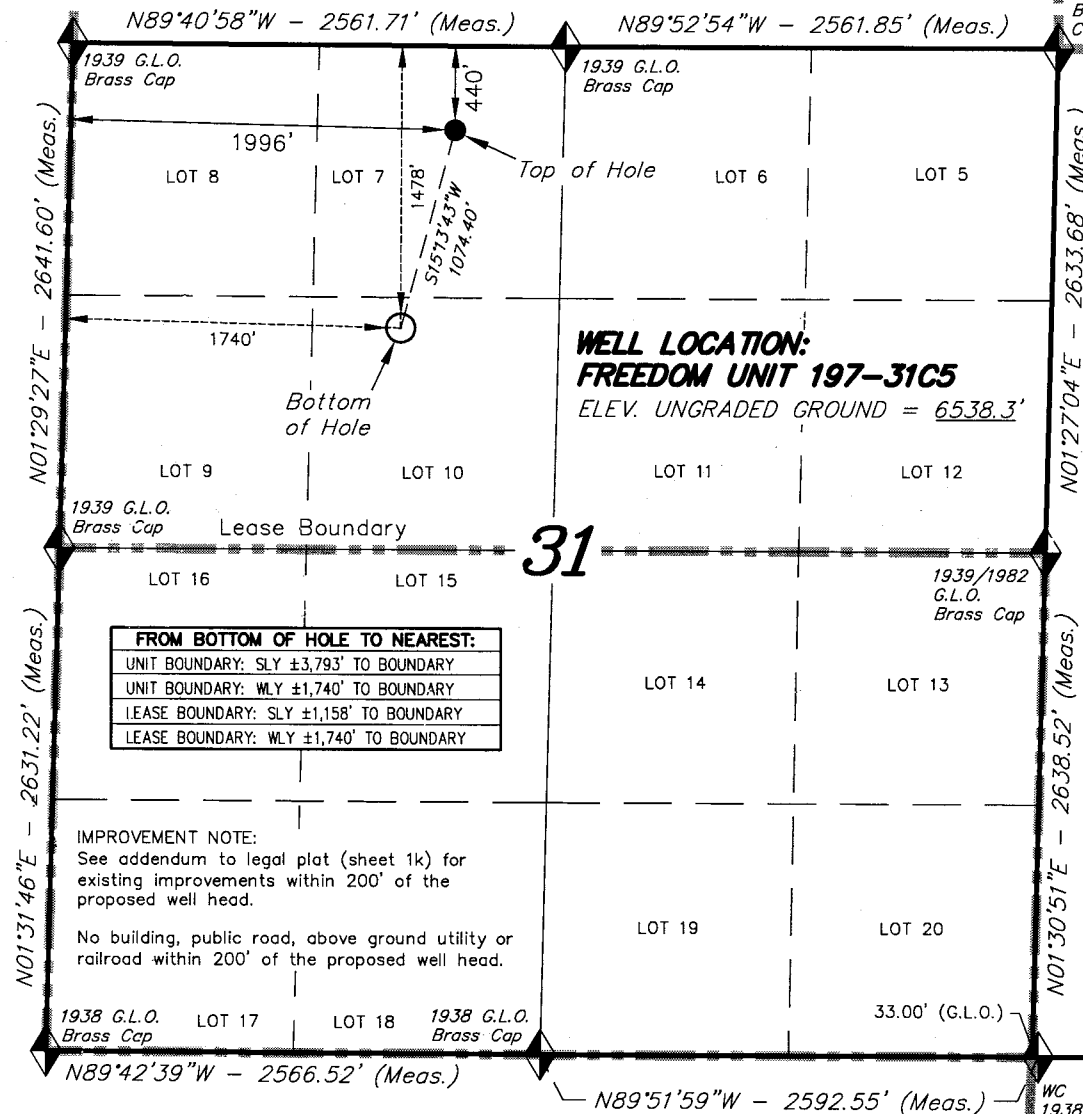 N89°40'58"W - 2561.71' (Meas.)
N89°52'54"W - 2561.85' (Meas.)
1939 G.L.O.
Brass Cap
1939 G.L.O.
Brass Cap
440'
1996'
Top of Hole
LOT 8
LOT 7
1478'
LOT 6
LOT 5
S15°13'43"W
1074.40'
N01°29'27"E - 2641.60' (Meas.)
N01°27'04"E - 2633.68' (Meas.)
1740'
Bottom
of Hole
WELL LOCATION:
FREEDOM UNIT 197-31C5
ELEV. UNGRADED GROUND = 6538.3'
LOT 9
LOT 10
LOT 11
LOT 12
1939 G.L.O.
Brass Cap
Lease Boundary
31
LOT 16
LOT 15
1939/1982
G.L.O.
Brass Cap
FROM BOTTOM OF HOLE TO NEAREST:
UNIT BOUNDARY: SLY ±3,793' TO BOUNDARY
UNIT BOUNDARY: WLY ±1,740' TO BOUNDARY
LEASE BOUNDARY: SLY ±1,158' TO BOUNDARY
LEASE BOUNDARY: WLY ±1,740' TO BOUNDARY
LOT 14
LOT 13
N01°31'46"E - 2631.22' (Meas.)
N01°30'51"E - 2638.52' (Meas.)
IMPROVEMENT NOTE:
See addendum to legal plat (sheet 1k) for
existing improvements within 200' of the
proposed well head.
No building, public road, above ground utility or
railroad within 200' of the proposed well head.
LOT 19
LOT 20
33.00' (G.L.O.)
1938 G.L.O.
Brass Cap
LOT 17
LOT 18
1938 G.L.O.
Brass Cap
N89°42'39"W - 2566.52' (Meas.)
N89°51'59"W - 2592.55' (Meas.)
WC
1938